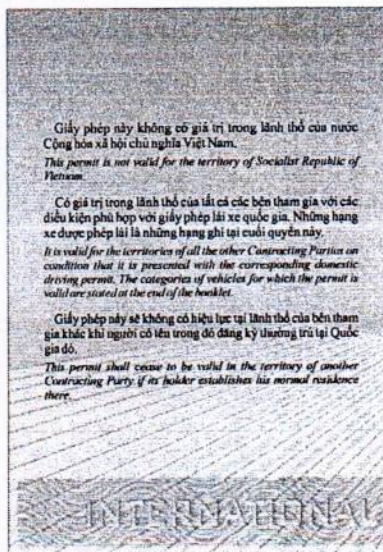 Giấy phép này không có giá trị trong lãnh thổ của nước
Cộng hòa xã hội chủ nghĩa Việt Nam.
This permit is not valid for the territory of Socialist Republic of
Vietnam.
Có giá trị trong lãnh thổ của tất cả các bên tham gia với các
điều kiện phù hợp với giấy phép lái xe quốc gia. Những hạng
xe được phép lái là những hạng ghi tại cuối quyển này.
It is valid for the territories of all the other Contracting Parties on
condition that it is presented with the corresponding domestic
driving permit. The categories of vehicles for which the permit is
valid are stated at the end of the booklet.
Giấy phép này sẽ không có hiệu lực tại lãnh thổ của bên tham
gia khác khi người có tên trong đó đăng ký thường trú tại Quốc
gia đó.
This permit shall cease to be valid in the territory of another
Contracting Party if its holder establishes his normal residence
there.
INTERNATIONAL